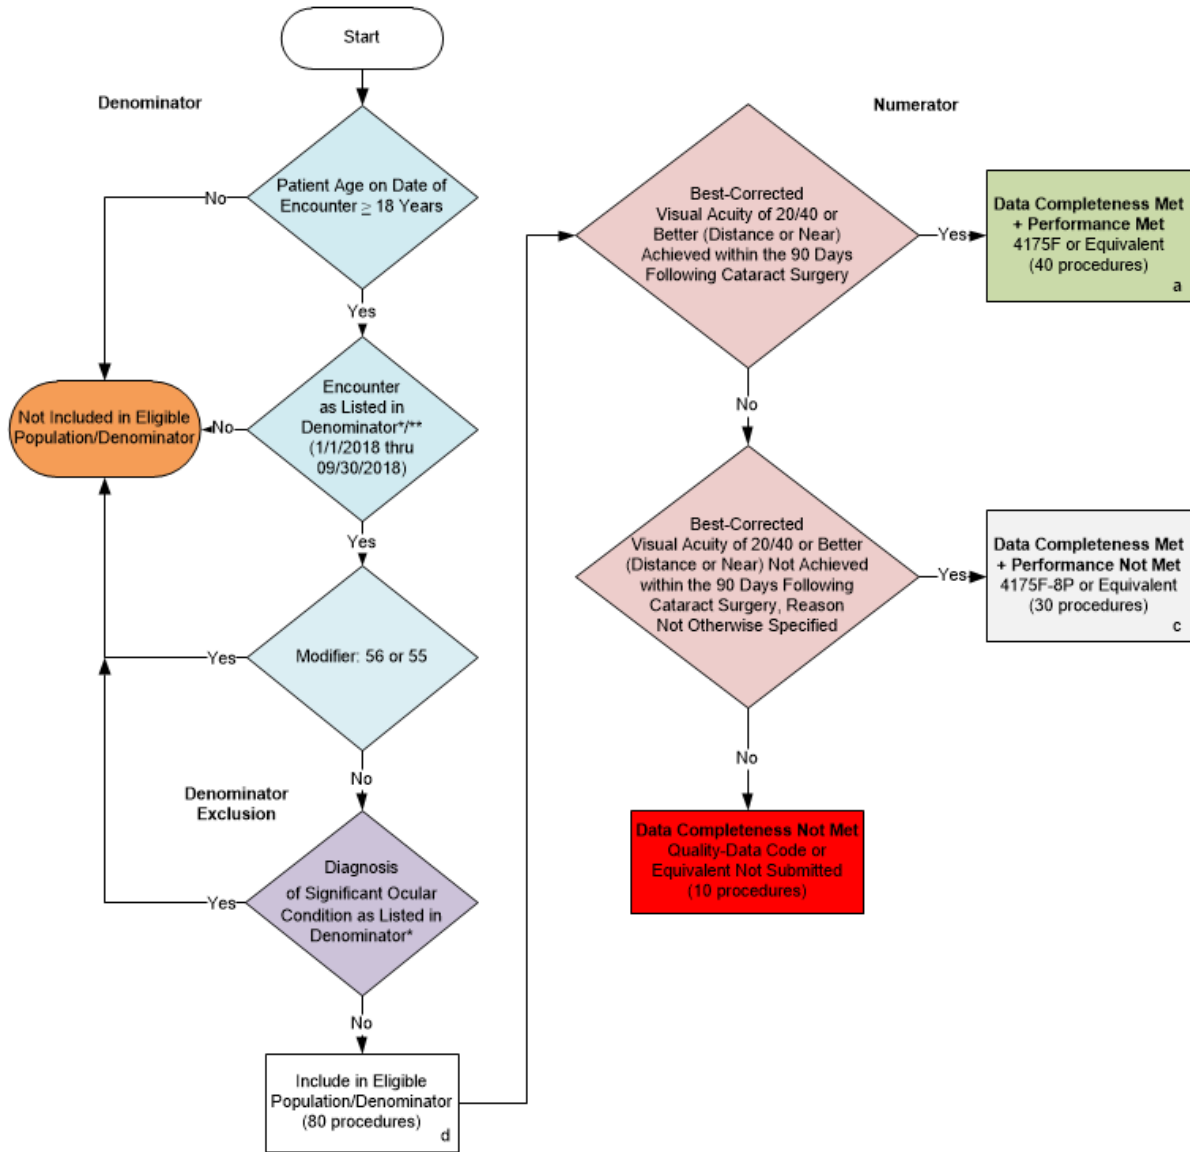 Start
Denominator
Patient Age on Date of
Encounter ≥ 18 Years
No
Yes
Encounter
as Listed in
Denominator*/**
(1/1/2018 thru
09/30/2018)
No
Not Included in Eligible
Population/Denominator
Yes
Modifier: 56 or 55
Yes
No
Denominator
Exclusion
Diagnosis
of Significant Ocular
Condition as Listed in
Denominator*
Yes
No
Include in Eligible
Population/Denominator
(80 procedures)
d
Numerator
Best-Corrected
Visual Acuity of 20/40 or
Better (Distance or Near)
Achieved within the 90 Days
Following Cataract Surgery
Yes
Data Completeness Met
+ Performance Met
4175F or Equivalent
(40 procedures)
a
No
Best-Corrected
Visual Acuity of 20/40 or Better
(Distance or Near) Not Achieved
within the 90 Days Following
Cataract Surgery, Reason
Not Otherwise Specified
Yes
Data Completeness Met
+ Performance Not Met
4175F-8P or Equivalent
(30 procedures)
c
No
Data Completeness Not Met
Quality-Data Code or
Equivalent Not Submitted
(10 procedures)